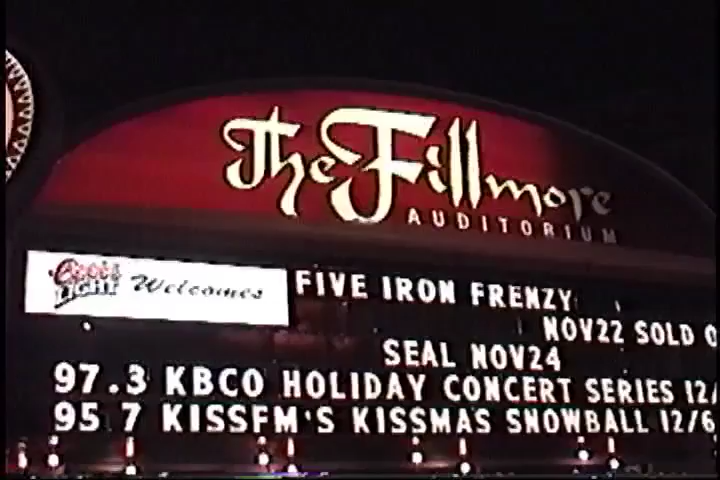 The Fillmore
AUDITORIUM
Coors LIGHT Welcomes FIVE IRON FRENZY
NOV22 SOLD O
SEAL NOV24
97.3 KBCO HOLIDAY CONCERT SERIES 12/
95 7 KISSFM'S KISSMAS SNOWBALL 12/6